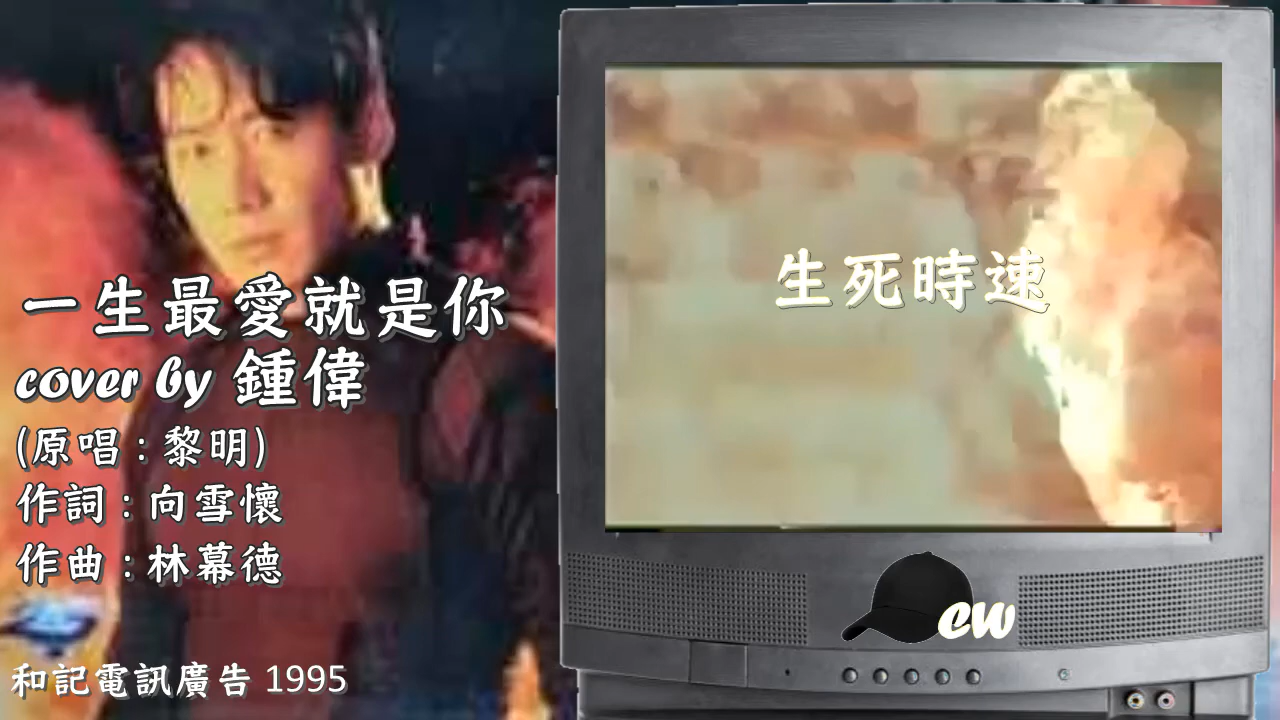 一生最愛就是你
cover by 鍾偉
(原唱 : 黎明)
作詞 : 向雪懷
作曲 : 林幕德
和記電訊廣告 1995
生死時速
cw